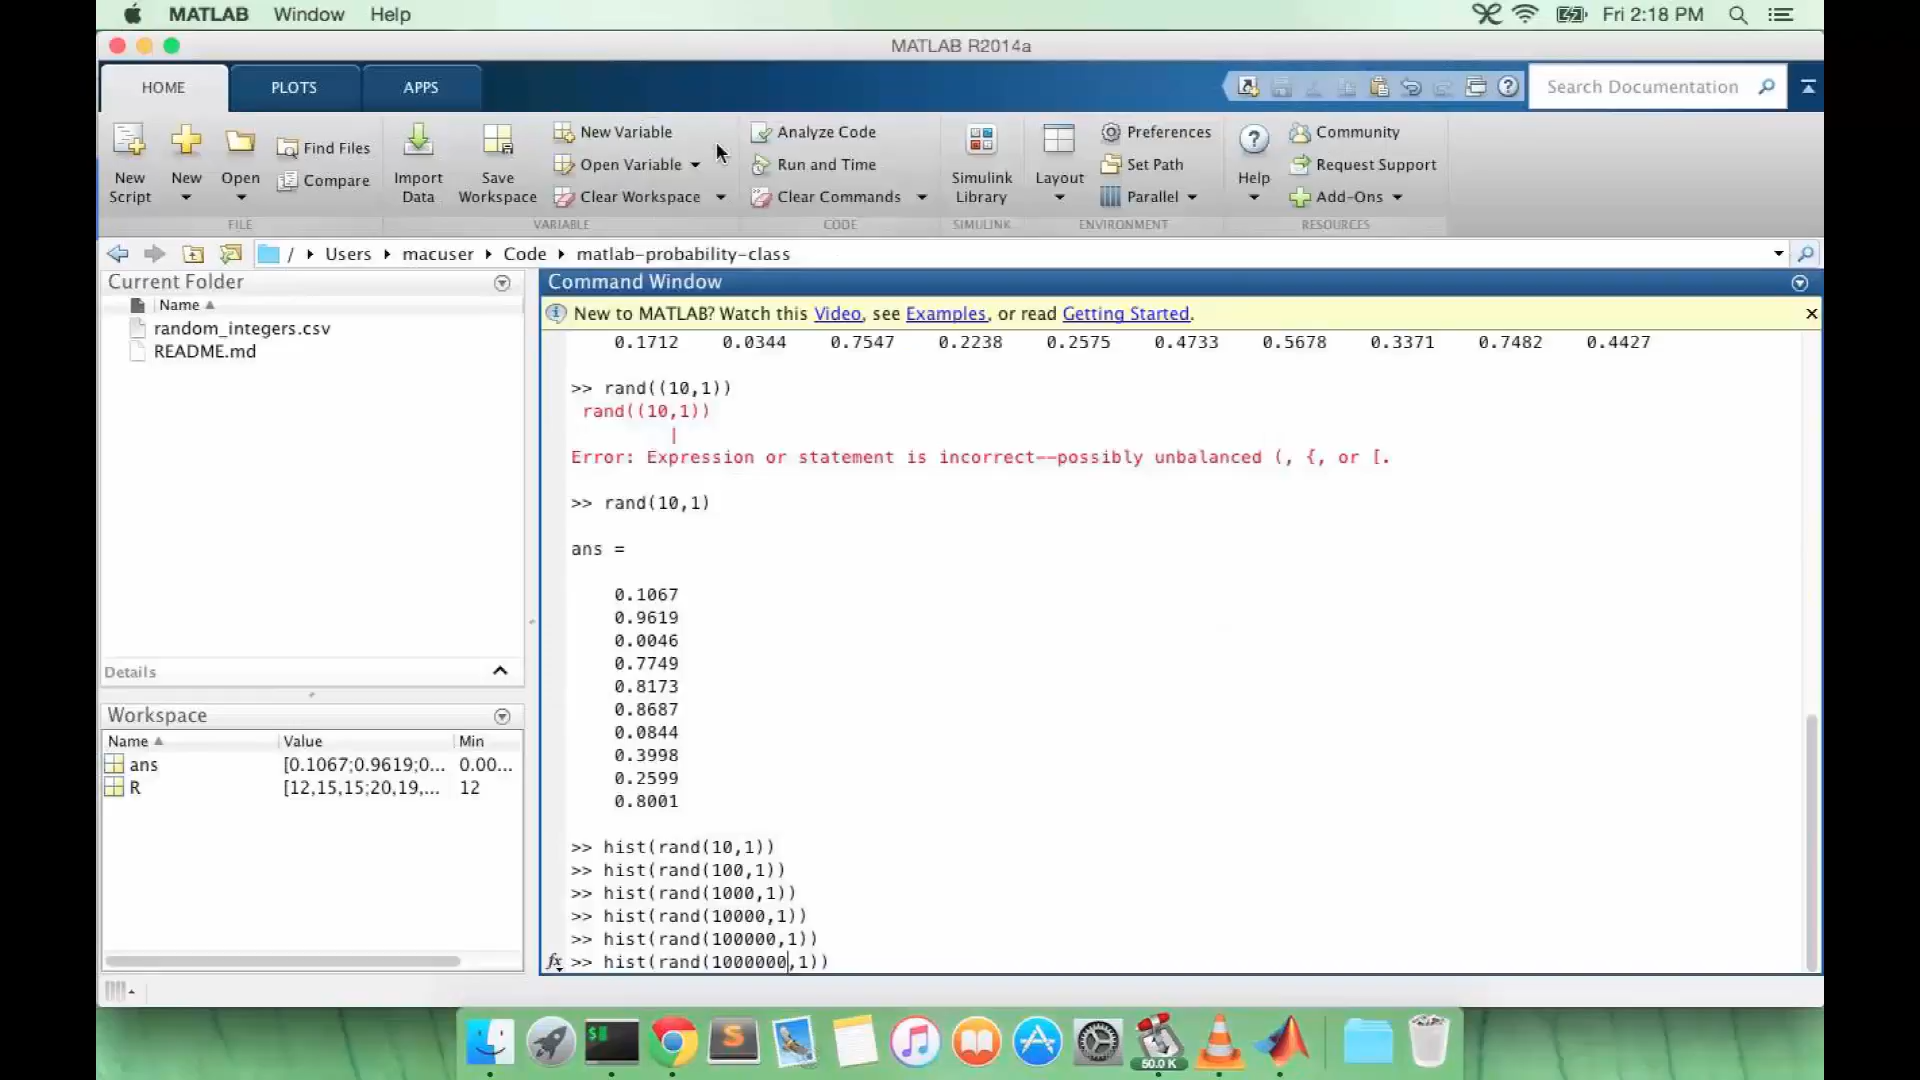 MATLAB Window Help Fri 2:18 PM
MATLAB R2014a
HOME PLOTS APPS Search Documentation
New Script New Open Find Files Compare
Import Data Save Workspace New Variable Open Variable Clear Workspace
Analyze Code Run and Time Clear Commands
Simulink Library Layout Preferences Set Path Parallel
Help Community Request Support Add-Ons
FILE VARIABLE CODE SIMULINK ENVIRONMENT RESOURCES
/ Users macuser Code matlab-probability-class
Current Folder
Name
random_integers.csv
README.md
Details
Workspace
Name Value Min
ans [0.1067;0.9619;0... 0.00...
R [12,15,15;20,19,... 12
Command Window
New to MATLAB? Watch this Video, see Examples, or read Getting Started.
0.1712 0.0344 0.7547 0.2238 0.2575 0.4733 0.5678 0.3371 0.7482 0.4427
>> rand((10,1))
rand((10,1))
|
Error: Expression or statement is incorrect--possibly unbalanced (, {, or [.
>> rand(10,1)
ans =
0.1067
0.9619
0.0046
0.7749
0.8173
0.8687
0.0844
0.3998
0.2599
0.8001
>> hist(rand(10,1))
>> hist(rand(100,1))
>> hist(rand(1000,1))
>> hist(rand(10000,1))
>> hist(rand(100000,1))
fx >> hist(rand(1000000,1))
50.0 K